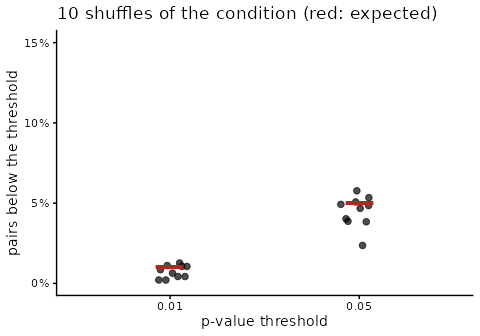 10 shuffles of the condition (red: expected)
15%
10%
5%
0%
pairs below the threshold
0.01
0.05
p-value threshold